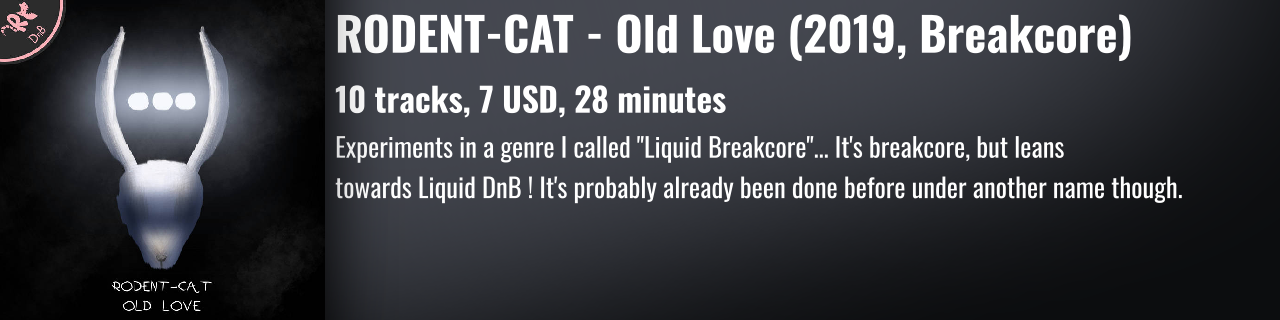 RODENT-CAT - Old Love (2019, Breakcore)
10 tracks, 7 USD, 28 minutes
Experiments in a genre I called "Liquid Breakcore"... It's breakcore, but leans
towards Liquid DnB ! It's probably already been done before under another name though.
DnB
RODENT-CAT
OLD LOVE